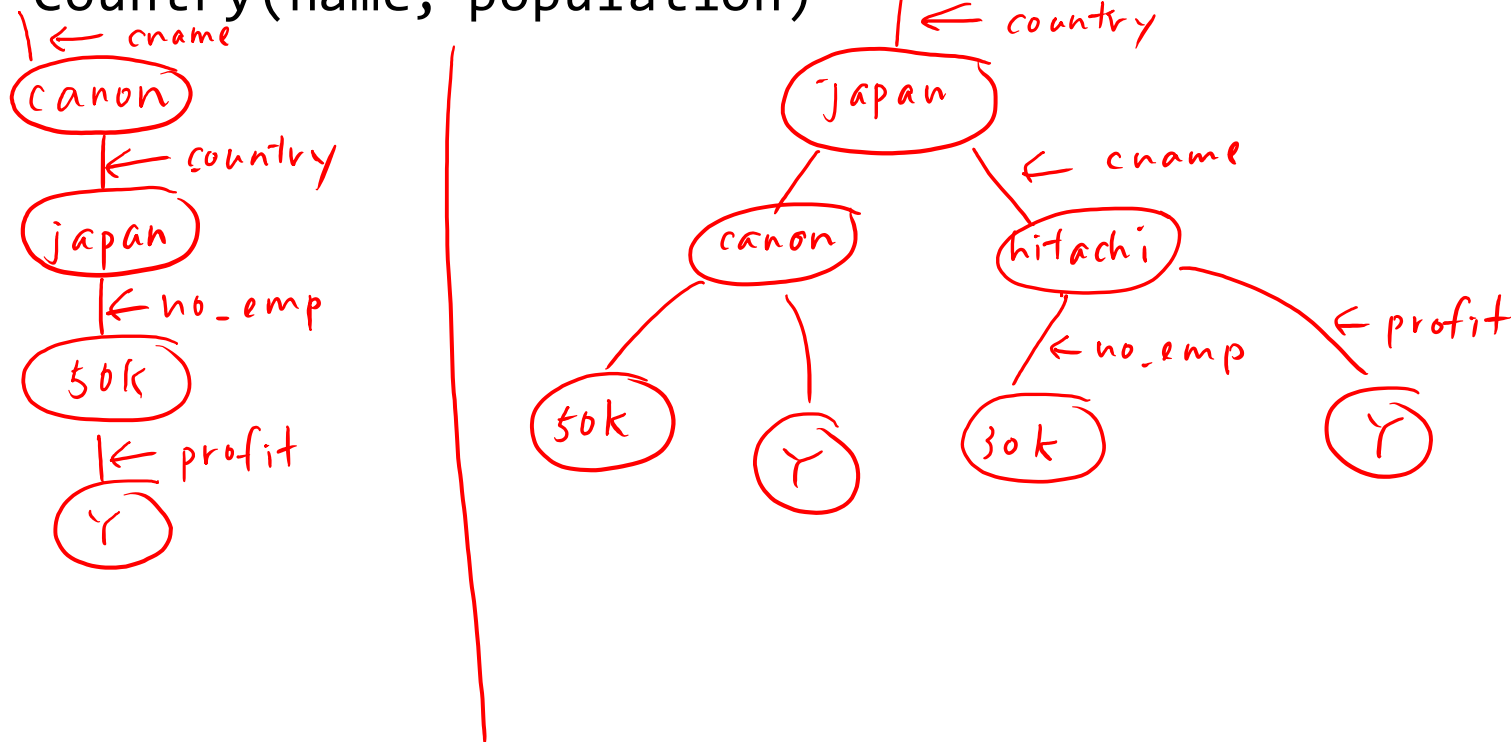 Country(name, population)
← cname
canon
← country
japan
← no_emp
50k
← profit
Y
← country
japan
← cname
canon
hitachi
← no_emp
← profit
50k
Y
30k
Y